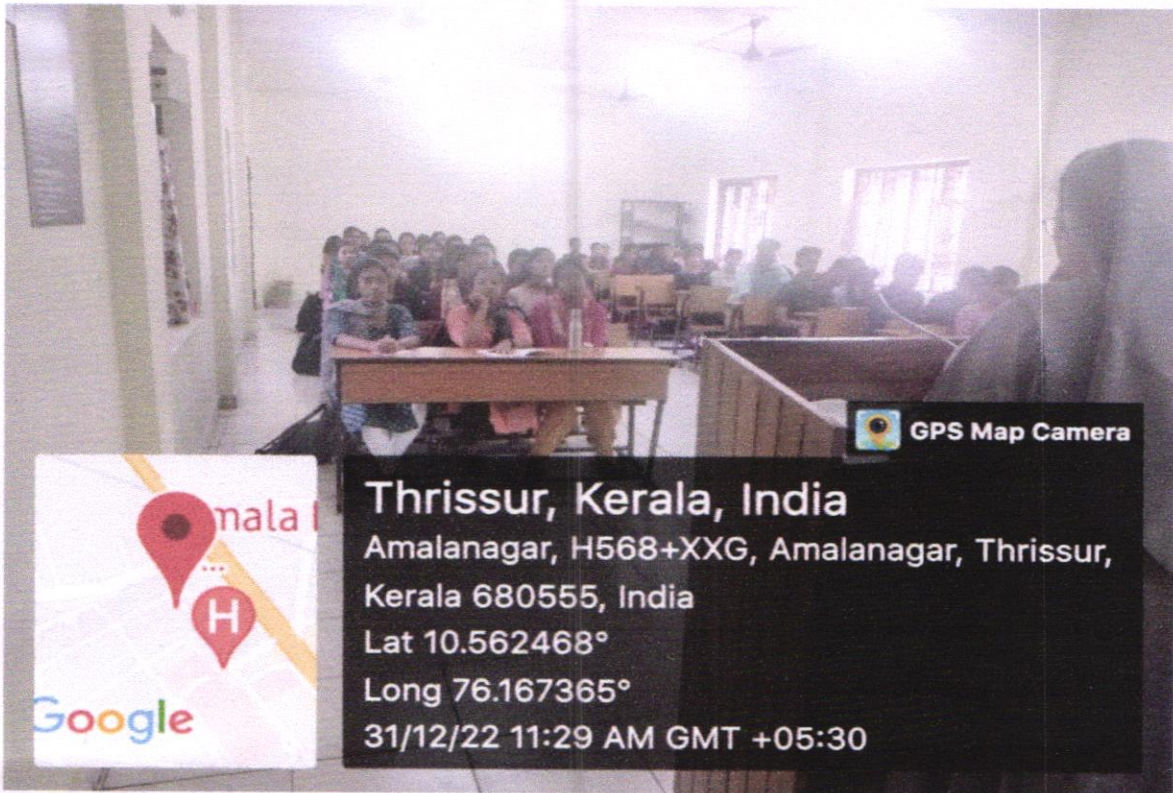 GPS Map Camera
mala
Google
Thrissur, Kerala, India
Amalanagar, H568+XXG, Amalanagar, Thrissur,
Kerala 680555, India
Lat 10.562468°
Long 76.167365°
31/12/22 11:29 AM GMT +05:30